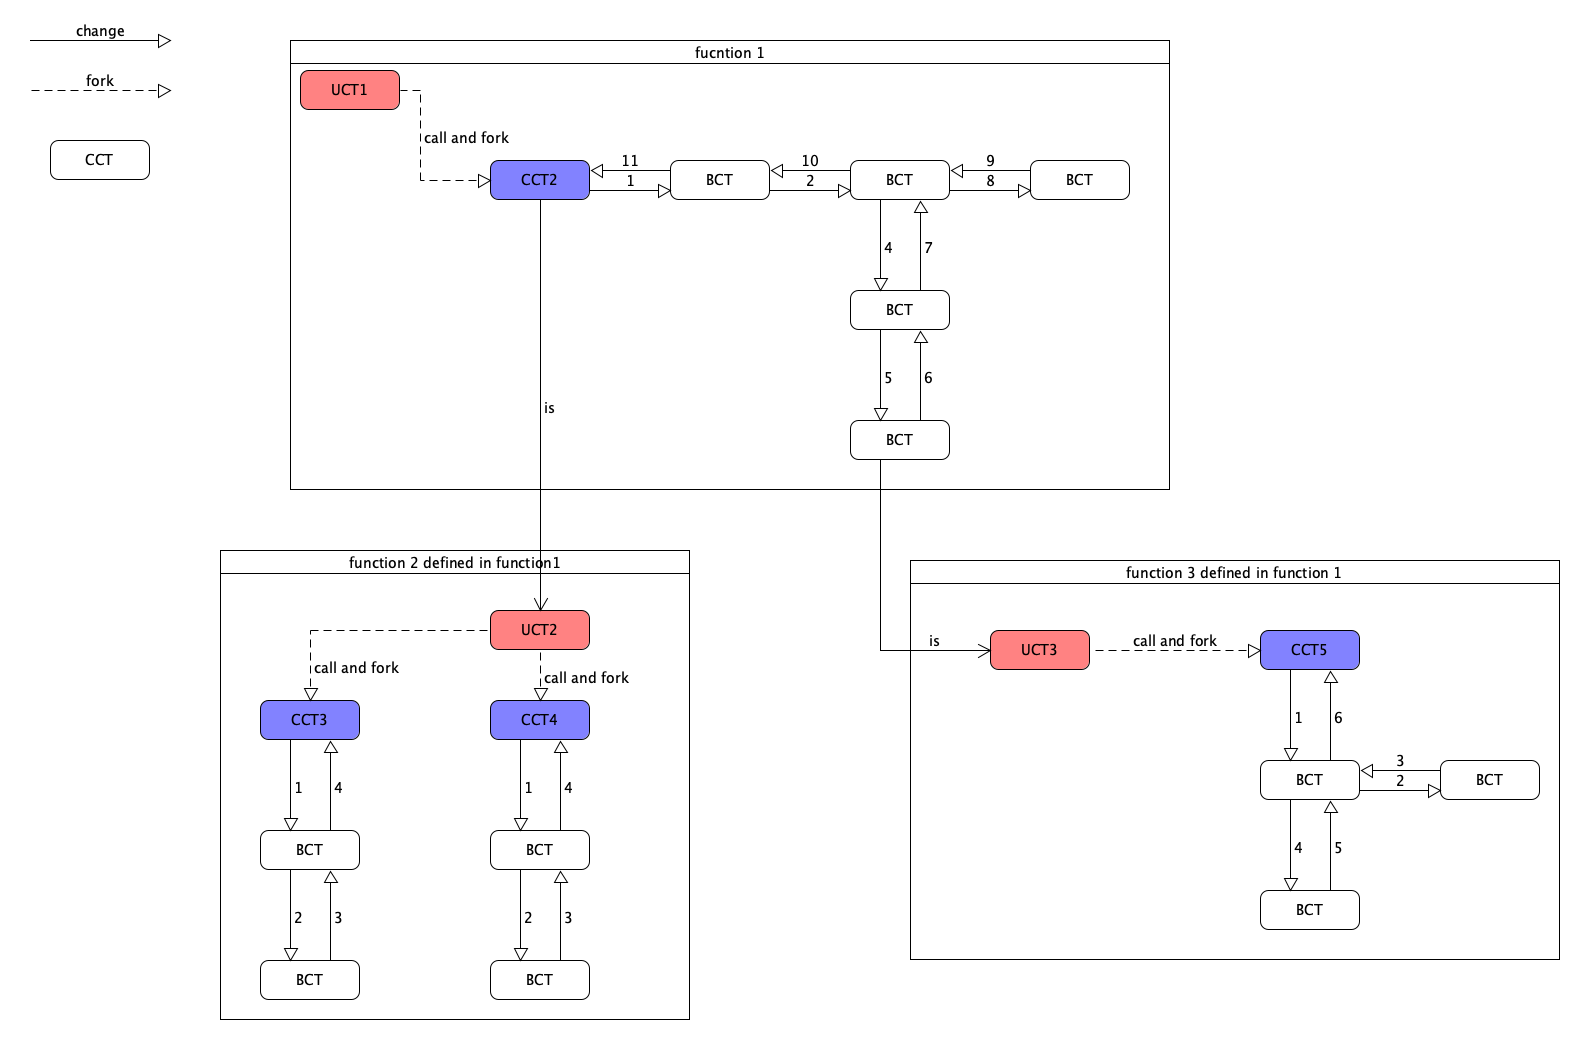 change
fork
CCT
fucntion 1
UCT1
call and fork
CCT2
11
1
BCT
10
2
BCT
9
8
BCT
4
7
BCT
5
6
BCT
is
function 2 defined in function1
UCT2
call and fork
call and fork
CCT3
CCT4
1
4
1
4
BCT
BCT
2
3
2
3
BCT
BCT
function 3 defined in function 1
is
UCT3
call and fork
CCT5
1
6
BCT
3
2
BCT
4
5
BCT